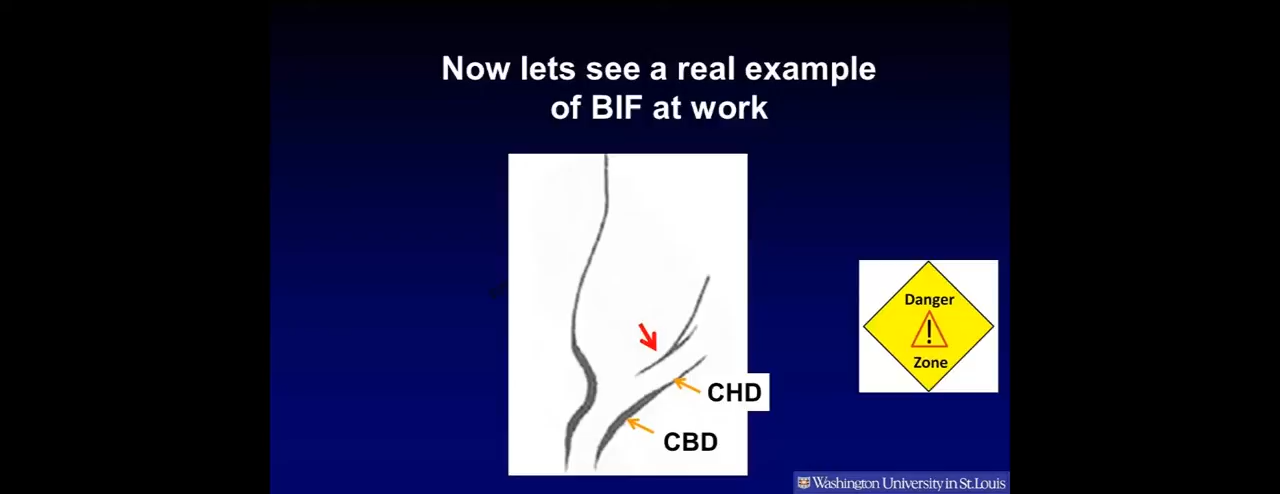 Now lets see a real example
of BIF at work
Danger
!
Zone
CHD
CBD
Washington University in St. Louis